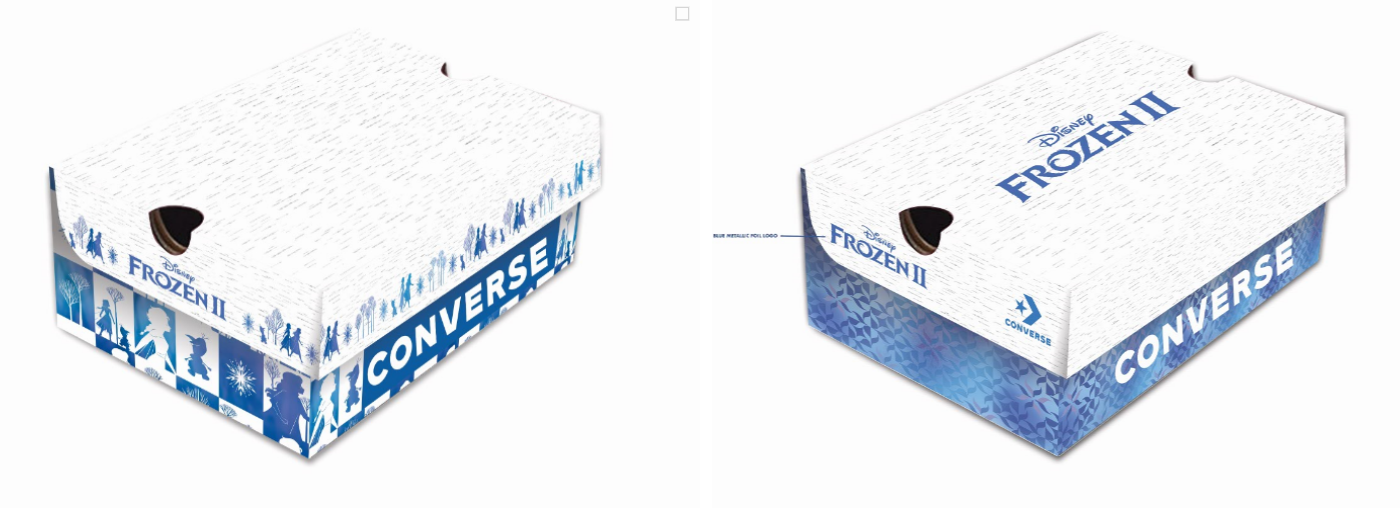 Disney
FROZEN II
CONVERSE
Disney
FROZEN II
BLUE METALLIC FOIL LOGO
Disney
FROZEN II
CONVERSE
CONVERSE